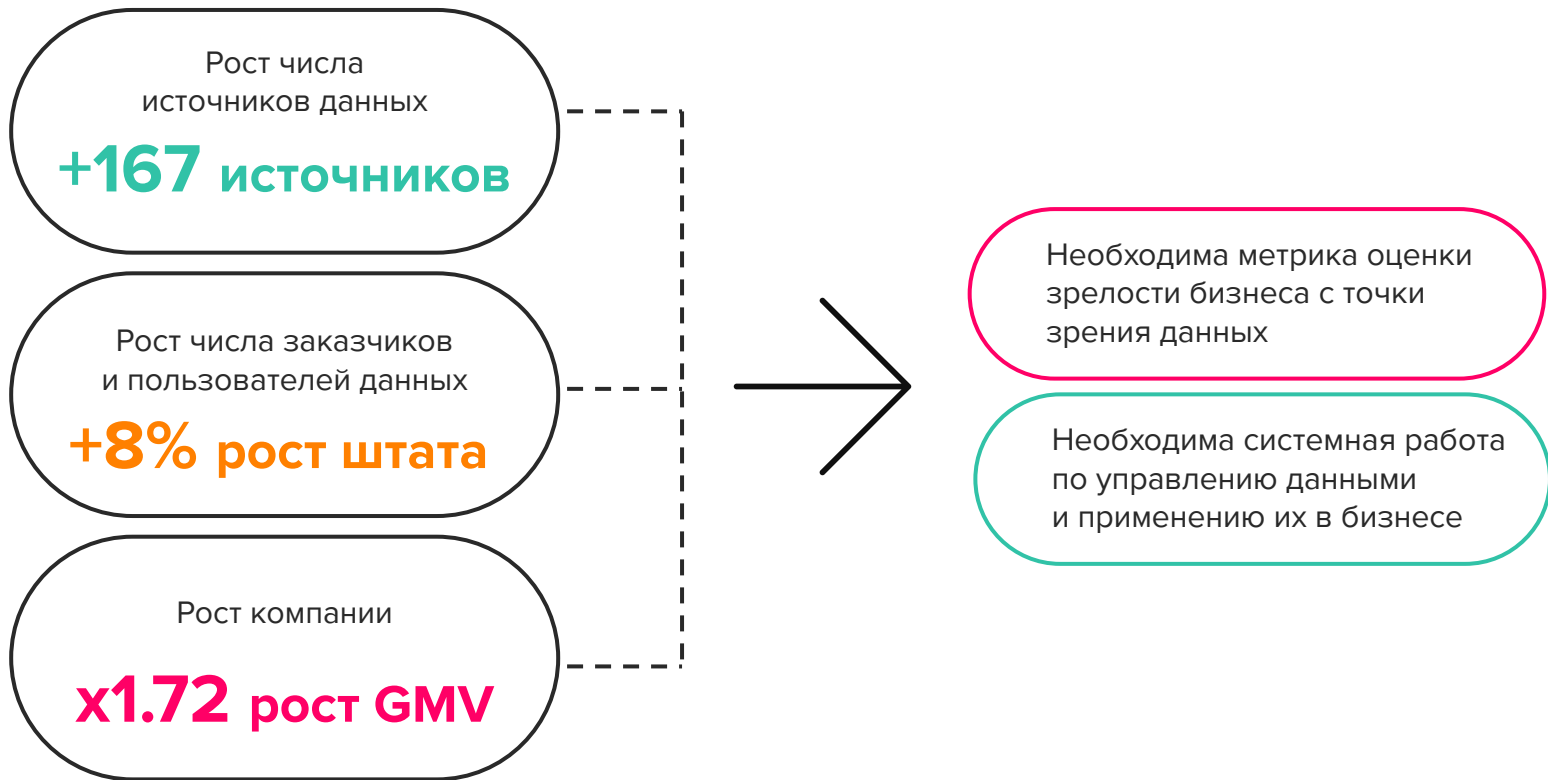 Рост числа
источников данных
+167 источников
Рост числа заказчиков
и пользователей данных
+8% рост штата
Рост компании
x1.72 рост GMV
Необходима метрика оценки
зрелости бизнеса с точки
зрения данных
Необходима системная работа
по управлению данными
и применению их в бизнесе